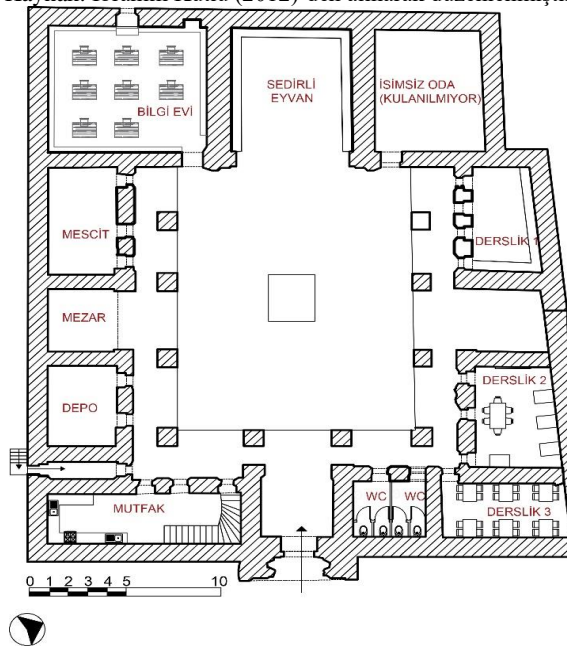 SEDİRLİ
EYVAN
İSİMSİZ ODA
(KULANILMIYOR)
BİLGİ EVİ
MESCİT
DERSLİK 1
MEZAR
DERSLİK 2
DEPO
MUTFAK
WC
WC
DERSLİK 3
0 1 2 3 4 5 10